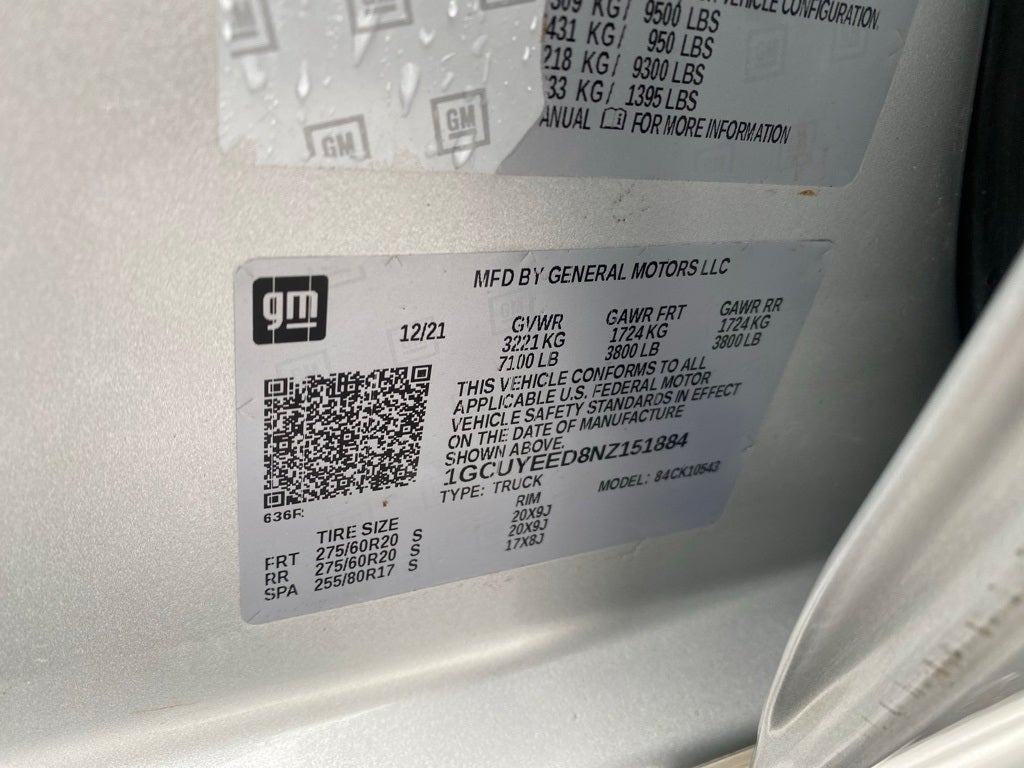 VEHICLE CONFIGURATION.
KG/ 9500 LBS
431 KG/ 950 LBS
218 KG/ 9300 LBS
33 KG/ 1395 LBS
ANUAL FOR MORE INFORMATION
GM
GM
gm
MFD BY GENERAL MOTORS LLC
12/21
GVWR GAWR FRT GAWR RR
3221 KG 1724 KG 1724 KG
7100 LB 3800 LB 3800 LB
THIS VEHICLE CONFORMS TO ALL
APPLICABLE U.S. FEDERAL MOTOR
VEHICLE SAFETY STANDARDS IN EFFECT
ON THE DATE OF MANUFACTURE
SHOWN ABOVE.
1GCUYEED8NZ151884
TYPE: TRUCK MODEL: 84CK10543
636F
TIRE SIZE RIM
FRT 275/60R20 S 20X9J
RR 275/60R20 S 20X9J
SPA 255/80R17 S 17X8J